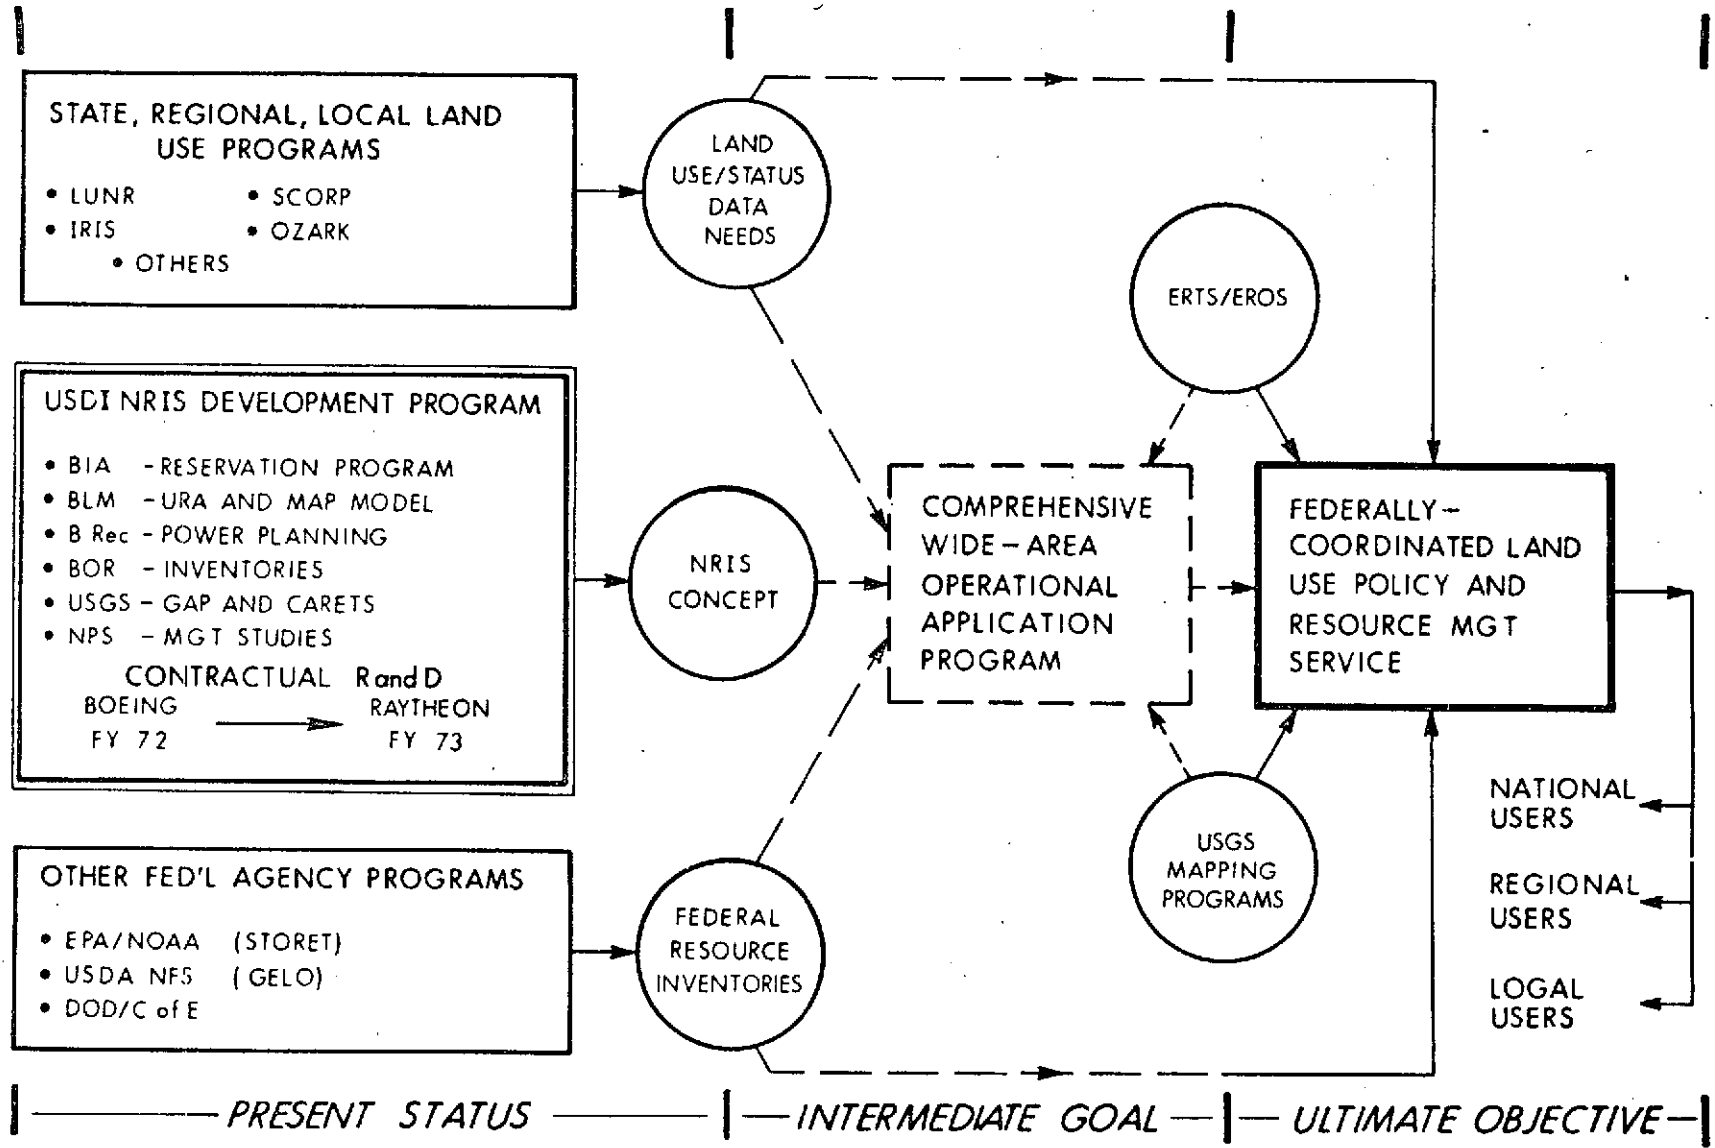 STATE, REGIONAL, LOCAL LAND
USE PROGRAMS
• LUNR • SCORP
• IRIS • OZARK
• OTHERS
LAND
USE/STATUS
DATA
NEEDS
ERTS/EROS
USDI NRIS DEVELOPMENT PROGRAM
• BIA - RESERVATION PROGRAM
• BLM - URA AND MAP MODEL
• B Rec - POWER PLANNING
• BOR - INVENTORIES
• USGS - GAP AND CARETS
• NPS - MGT STUDIES
CONTRACTUAL R and D
BOEING RAYTHEON
FY 72 FY 73
NRIS
CONCEPT
COMPREHENSIVE
WIDE-AREA
OPERATIONAL
APPLICATION
PROGRAM
FEDERALLY-
COORDINATED LAND
USE POLICY AND
RESOURCE MGT
SERVICE
OTHER FED'L AGENCY PROGRAMS
• EPA/NOAA (STORET)
• USDA NFS (GELO)
• DOD/C of E
FEDERAL
RESOURCE
INVENTORIES
USGS
MAPPING
PROGRAMS
NATIONAL
USERS
REGIONAL
USERS
LOGAL
USERS
PRESENT STATUS INTERMEDIATE GOAL ULTIMATE OBJECTIVE